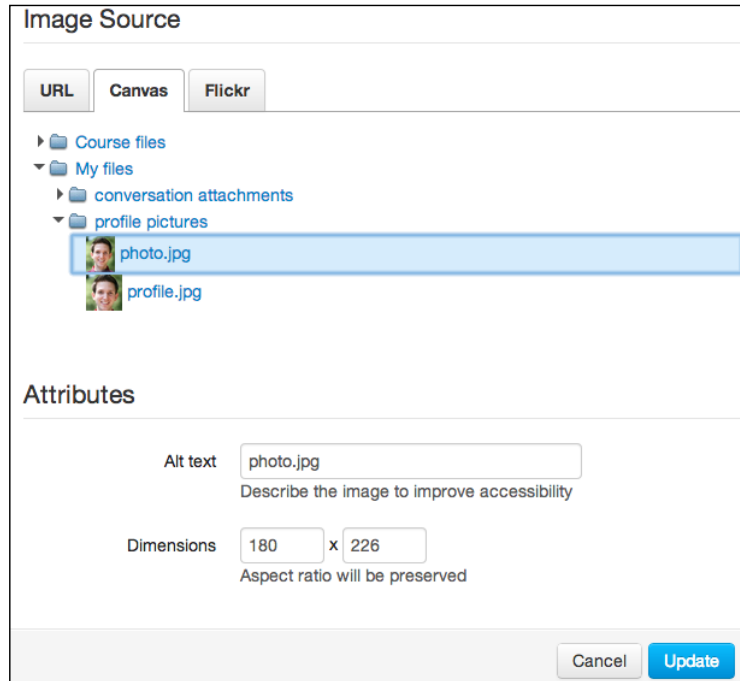 Image Source
URL Canvas Flickr
Course files
My files
conversation attachments
profile pictures
photo.jpg
profile.jpg
Attributes
Alt text photo.jpg
Describe the image to improve accessibility
Dimensions 180 x 226
Aspect ratio will be preserved
Cancel Update